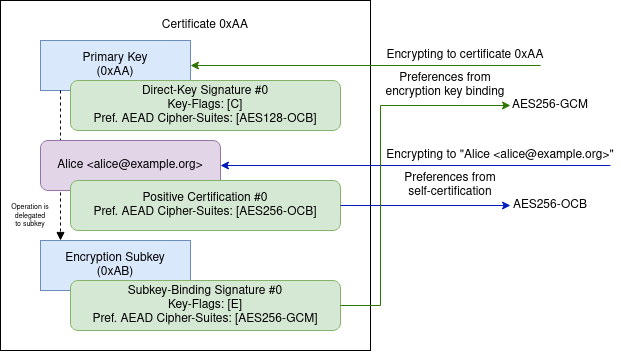 Certificate 0xAA
Primary Key
(0xAA)
Direct-Key Signature #0
Key-Flags: [C]
Pref. AEAD Cipher-Suites: [AES128-OCB]
Alice <alice@example.org>
Positive Certification #0
Pref. AEAD Cipher-Suites: [AES256-OCB]
Operation is
delegated
to subkey
Encryption Subkey
(0xAB)
Subkey-Binding Signature #0
Key-Flags: [E]
Pref. AEAD Cipher-Suites: [AES256-GCM]
Encrypting to certificate 0xAA
Preferences from
encryption key binding
AES256-GCM
Encrypting to "Alice <alice@example.org>"
Preferences from
self-certification
AES256-OCB